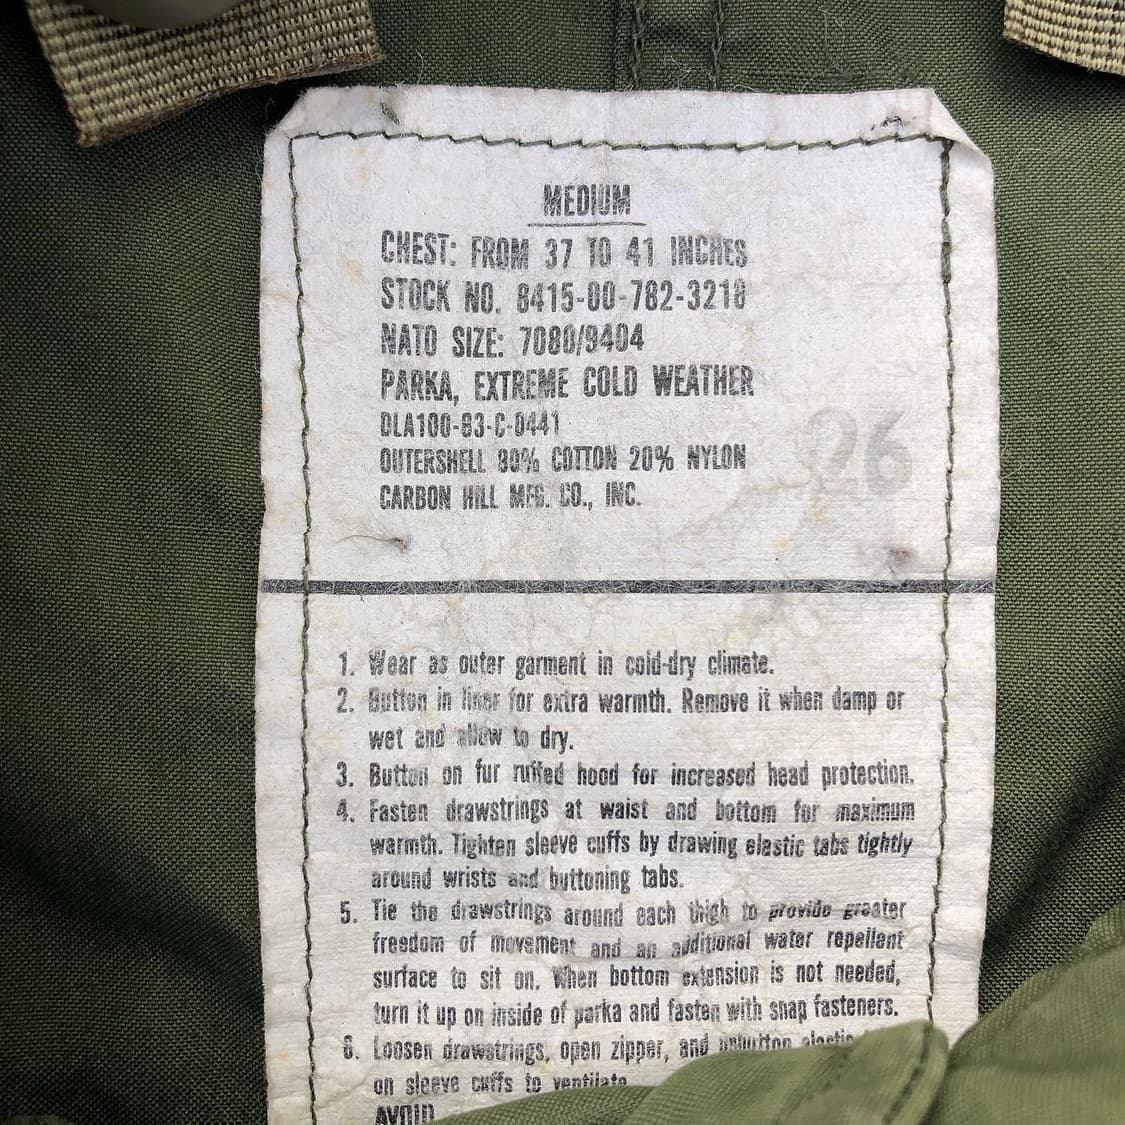 MEDIUM
CHEST: FROM 37 TO 41 INCHES
STOCK NO. 8415-00-782-3218
NATO SIZE: 7080/9404
PARKA, EXTREME COLD WEATHER
DLA100-83-C-0441
OUTERSHELL 80% COTTON 20% NYLON
CARBON HILL MFG. CO., INC.
1. Wear as outer garment in cold-dry climate.
2. Button in liner for extra warmth. Remove it when damp or
wet and allow to dry.
3. Button on fur ruffed hood for increased head protection.
4. Fasten drawstrings at waist and bottom for maximum
warmth. Tighten sleeve cuffs by drawing elastic tabs tightly
around wrists and buttoning tabs.
5. Tie the drawstrings around each thigh to provide greater
freedom of movement and an additional water repellent
surface to sit on. When bottom extension is not needed,
turn it up on inside of parka and fasten with snap fasteners.
6. Loosen drawstrings, open zipper, and unbutton elastic
on sleeve cuffs to ventilate
AVOID